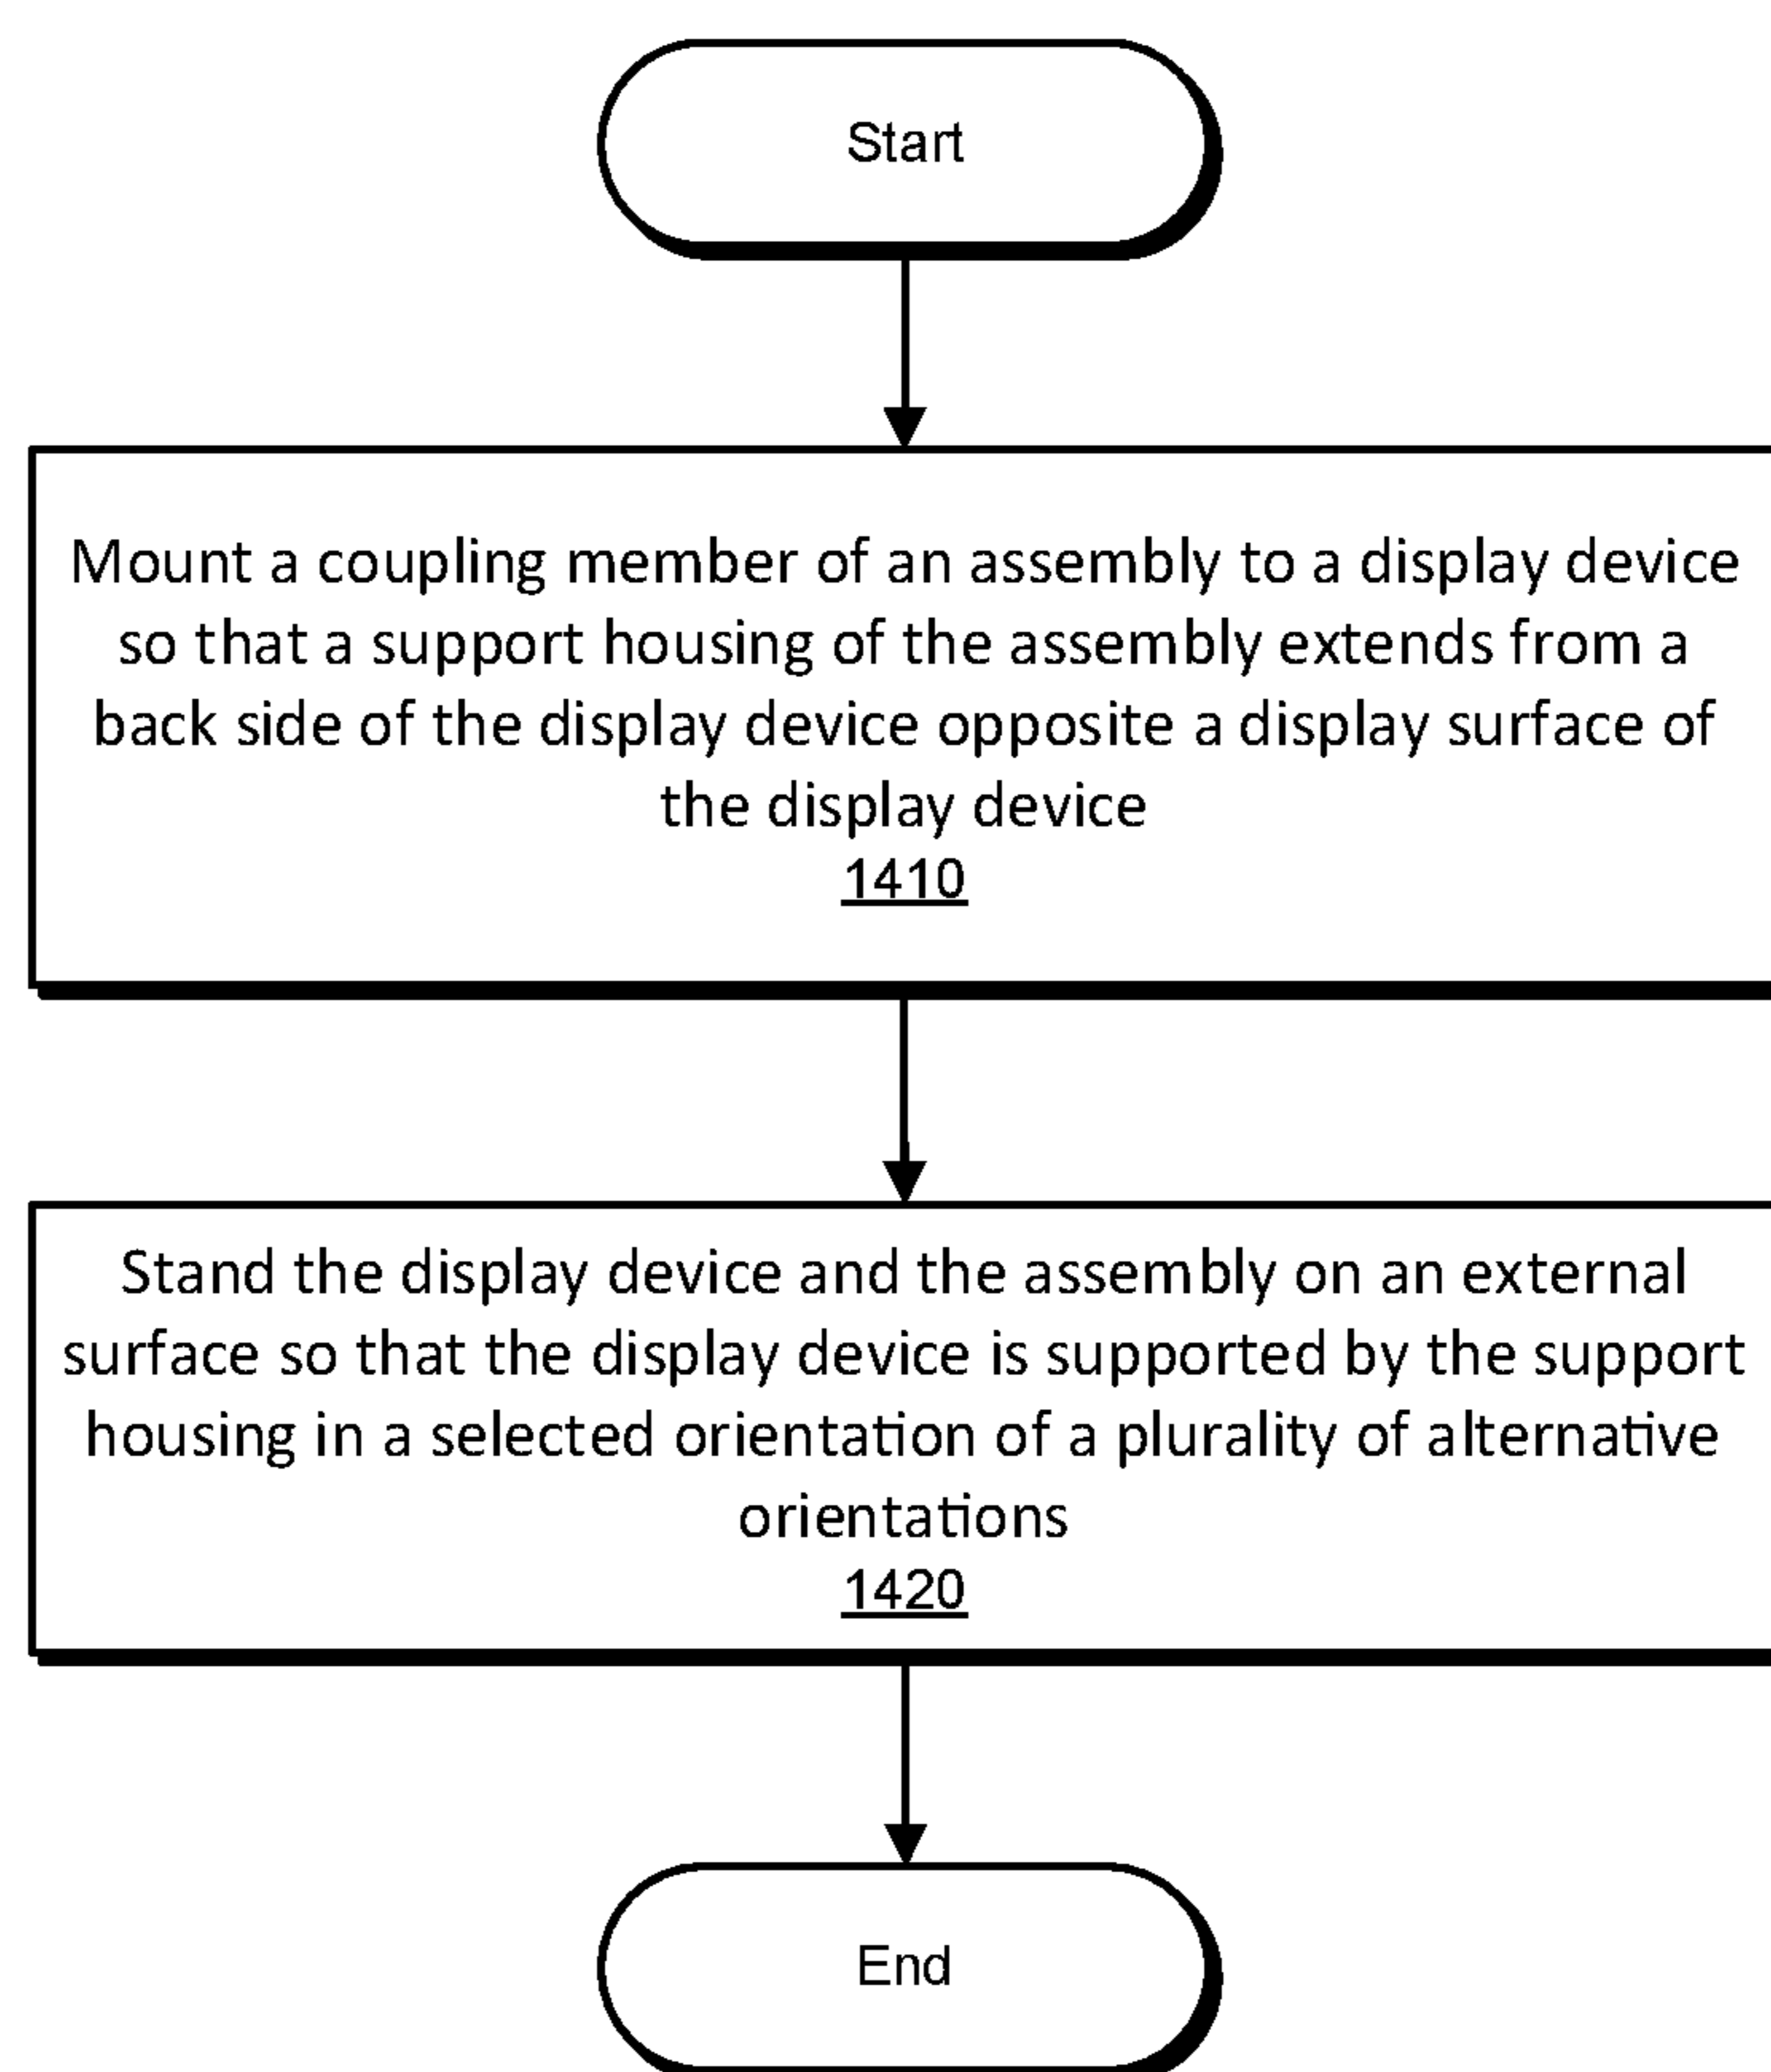 Start
Mount a coupling member of an assembly to a display device
so that a support housing of the assembly extends from a
back side of the display device opposite a display surface of
the display device
1410
Stand the display device and the assembly on an external
surface so that the display device is supported by the support
housing in a selected orientation of a plurality of alternative
orientations
1420
End